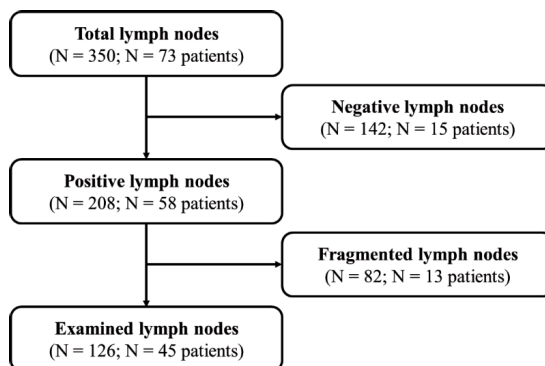 Total lymph nodes
(N = 350; N = 73 patients)
Negative lymph nodes
(N = 142; N = 15 patients)
Positive lymph nodes
(N = 208; N = 58 patients)
Fragmented lymph nodes
(N = 82; N = 13 patients)
Examined lymph nodes
(N = 126; N = 45 patients)